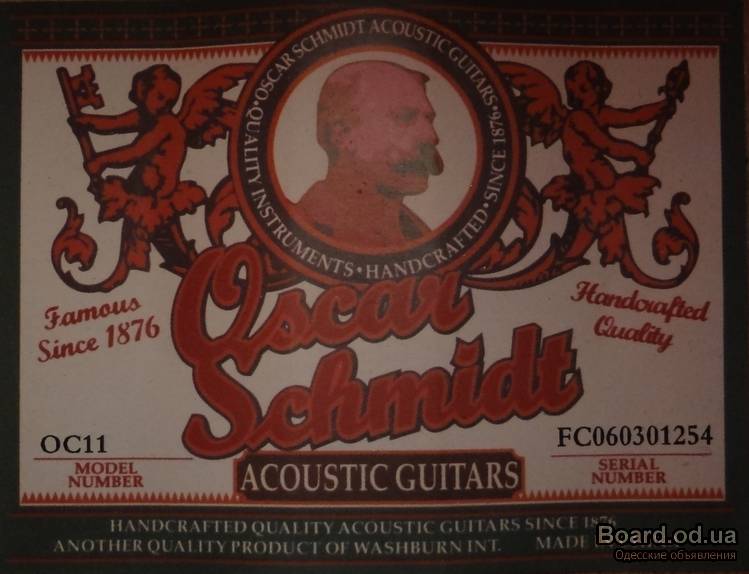 •OSCAR SCHMIDT ACOUSTIC GUITARS•SINCE 1876•
QUALITY INSTRUMENTS•HANDCRAFTED•
Famous
Since 1876
Handcrafted
Quality
Oscar
Schmidt
OC11
MODEL
NUMBER
FC060301254
SERIAL
NUMBER
ACOUSTIC GUITARS
HANDCRAFTED QUALITY ACOUSTIC GUITARS SINCE 1876
ANOTHER QUALITY PRODUCT OF WASHBURN INT. MADE
Board.od.ua
Одесские объявления